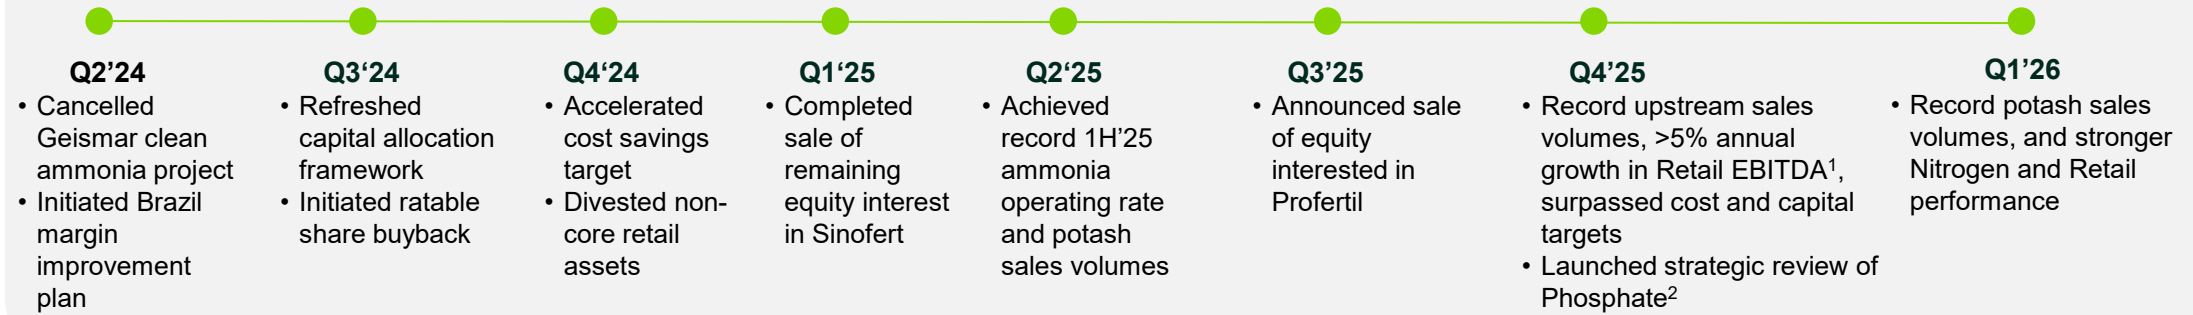 Q2’24
• Cancelled
Geismar clean
ammonia project
• Initiated Brazil
margin
improvement
plan
Q3‘24
• Refreshed
capital allocation
framework
• Initiated ratable
share buyback
Q4‘24
• Accelerated
cost savings
target
• Divested non-
core retail
assets
Q1‘25
• Completed
sale of
remaining
equity interest
in Sinofert
Q2‘25
• Achieved
record 1H’25
ammonia
operating rate
and potash
sales volumes
Q3’25
• Announced sale
of equity
interested in
Profertil
Q4’25
• Record upstream sales
volumes, >5% annual
growth in Retail EBITDA¹,
surpassed cost and capital
targets
• Launched strategic review of
Phosphate²
Q1’26
• Record potash sales
volumes, and stronger
Nitrogen and Retail
performance